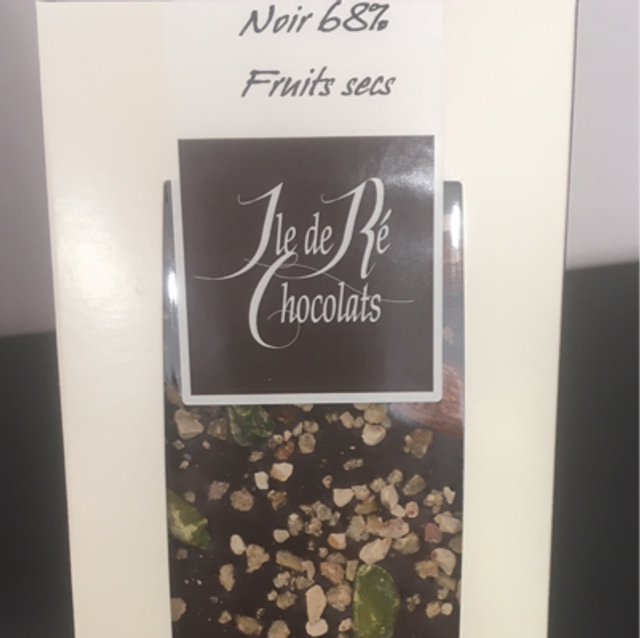 Noir 68%
Fruits secs
Ile de Ré
Chocolats